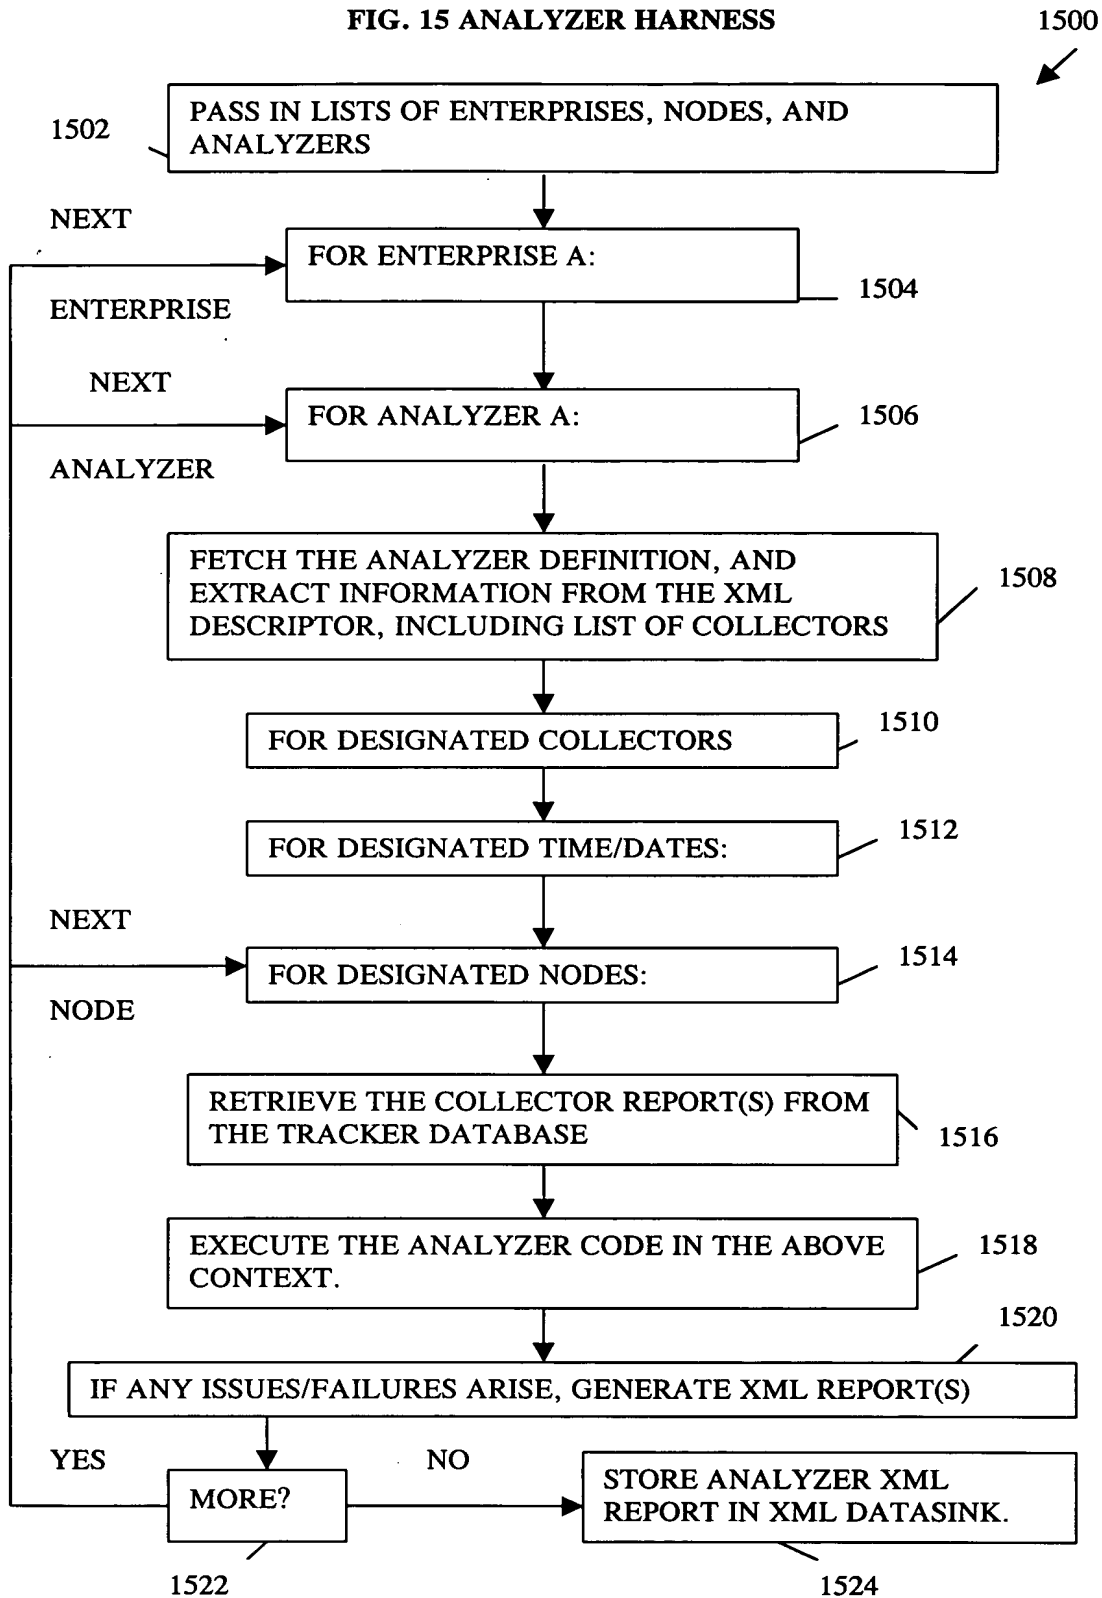 FIG. 15 ANALYZER HARNESS
1500
PASS IN LISTS OF ENTERPRISES, NODES, AND
ANALYZERS
1502
NEXT
FOR ENTERPRISE A:
1504
ENTERPRISE
NEXT
FOR ANALYZER A:
1506
ANALYZER
FETCH THE ANALYZER DEFINITION, AND
EXTRACT INFORMATION FROM THE XML
DESCRIPTOR, INCLUDING LIST OF COLLECTORS
1508
FOR DESIGNATED COLLECTORS
1510
FOR DESIGNATED TIME/DATES:
1512
NEXT
FOR DESIGNATED NODES:
1514
NODE
RETRIEVE THE COLLECTOR REPORT(S) FROM
THE TRACKER DATABASE
1516
EXECUTE THE ANALYZER CODE IN THE ABOVE
CONTEXT.
1518
1520
IF ANY ISSUES/FAILURES ARISE, GENERATE XML REPORT(S)
YES
NO
MORE?
STORE ANALYZER XML
REPORT IN XML DATASINK.
1522
1524